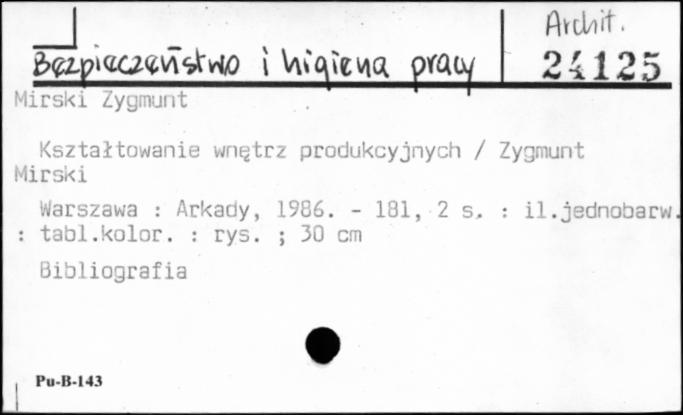 Archit.
Bezpieczeństwo i higiena pracy
24125
Mirski Zygmunt
Kształtowanie wnętrz produkcyjnych / Zygmunt
Mirski
Warszawa : Arkady, 1986. - 181, 2 s. : il.jednobarw.
: tabl.kolor. : rys. ; 30 cm
Bibliografia
Pu-B-143